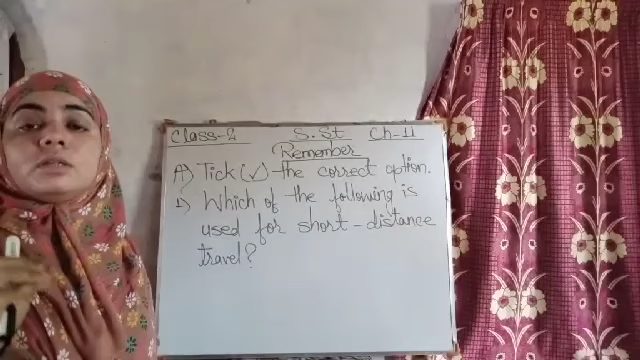 Class-2 S.St Ch-11
Remember
A) Tick (✓) the correct option.
1) Which of the following is
used for short-distance
travel?